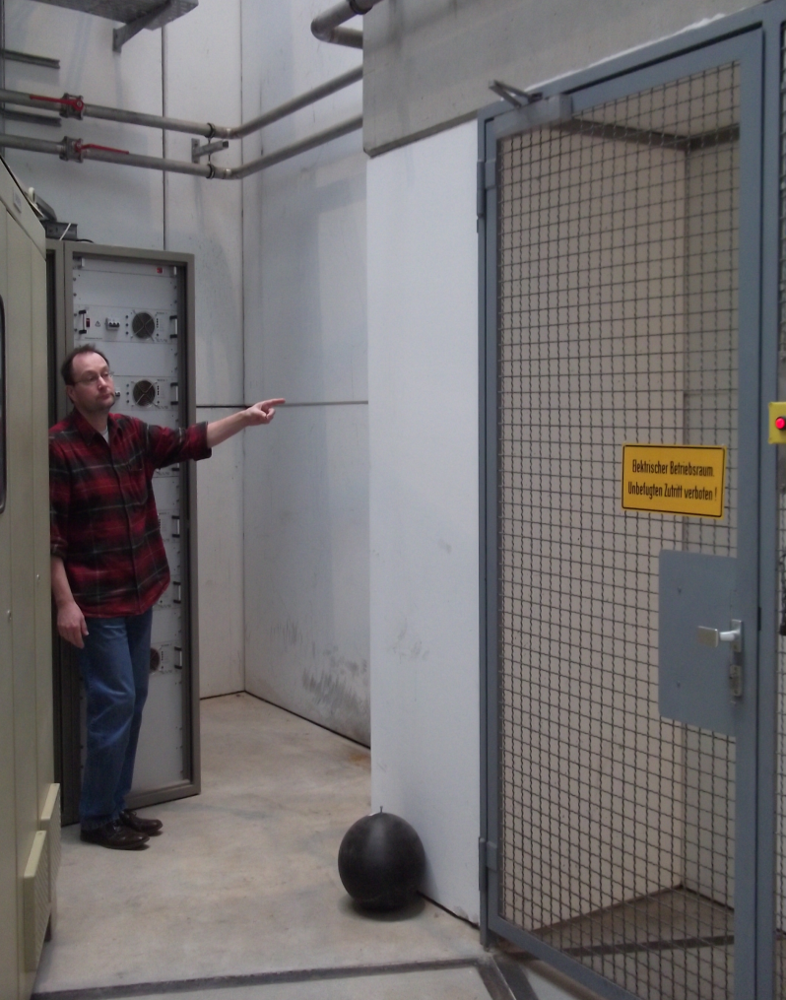 Elektrischer Betriebsraum.
Unbefugten Zutritt verboten !